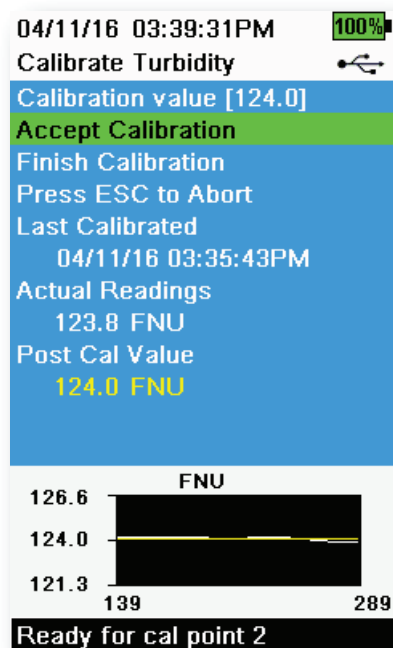 04/11/16 03:39:31PM 100%
Calibrate Turbidity
Calibration value [124.0]
Accept Calibration
Finish Calibration
Press ESC to Abort
Last Calibrated
04/11/16 03:35:43PM
Actual Readings
123.8 FNU
Post Cal Value
124.0 FNU
FNU
126.6
124.0
121.3
139 289
Ready for cal point 2